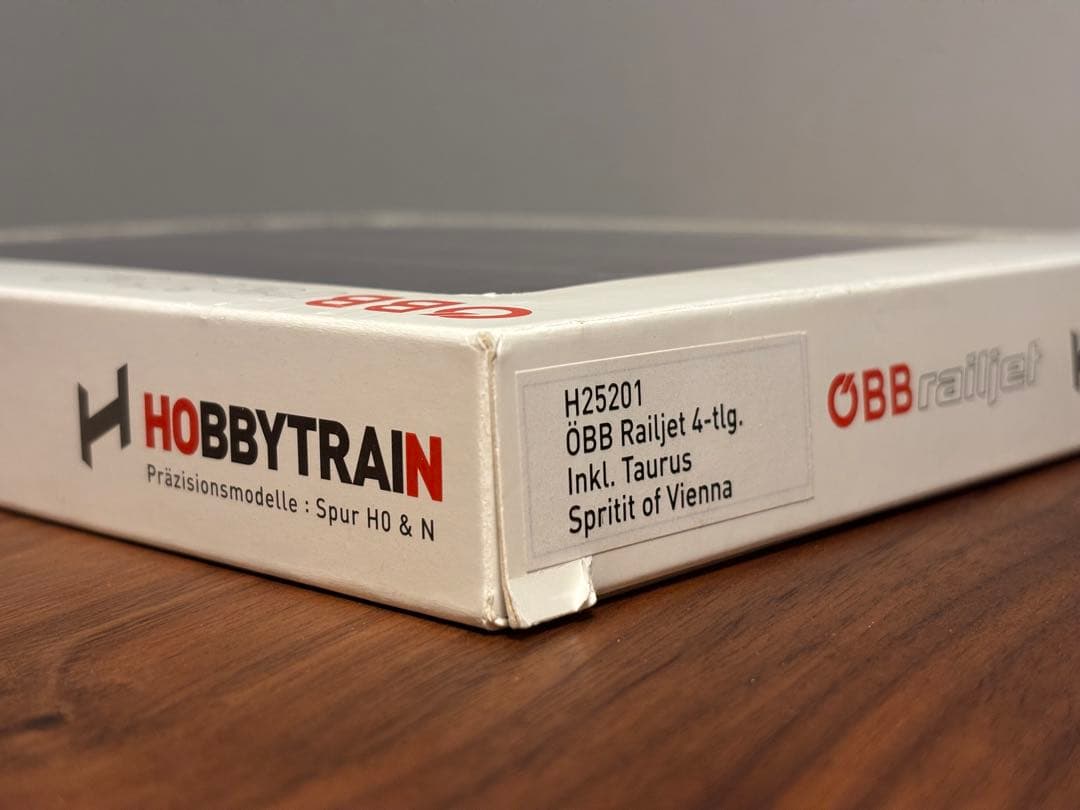 ÖBB
HOBBYTRAIN
Präzisionsmodelle : Spur H0 & N
H25201
ÖBB Railjet 4-tlg.
Inkl. Taurus
Spritit of Vienna
ÖBB railjet